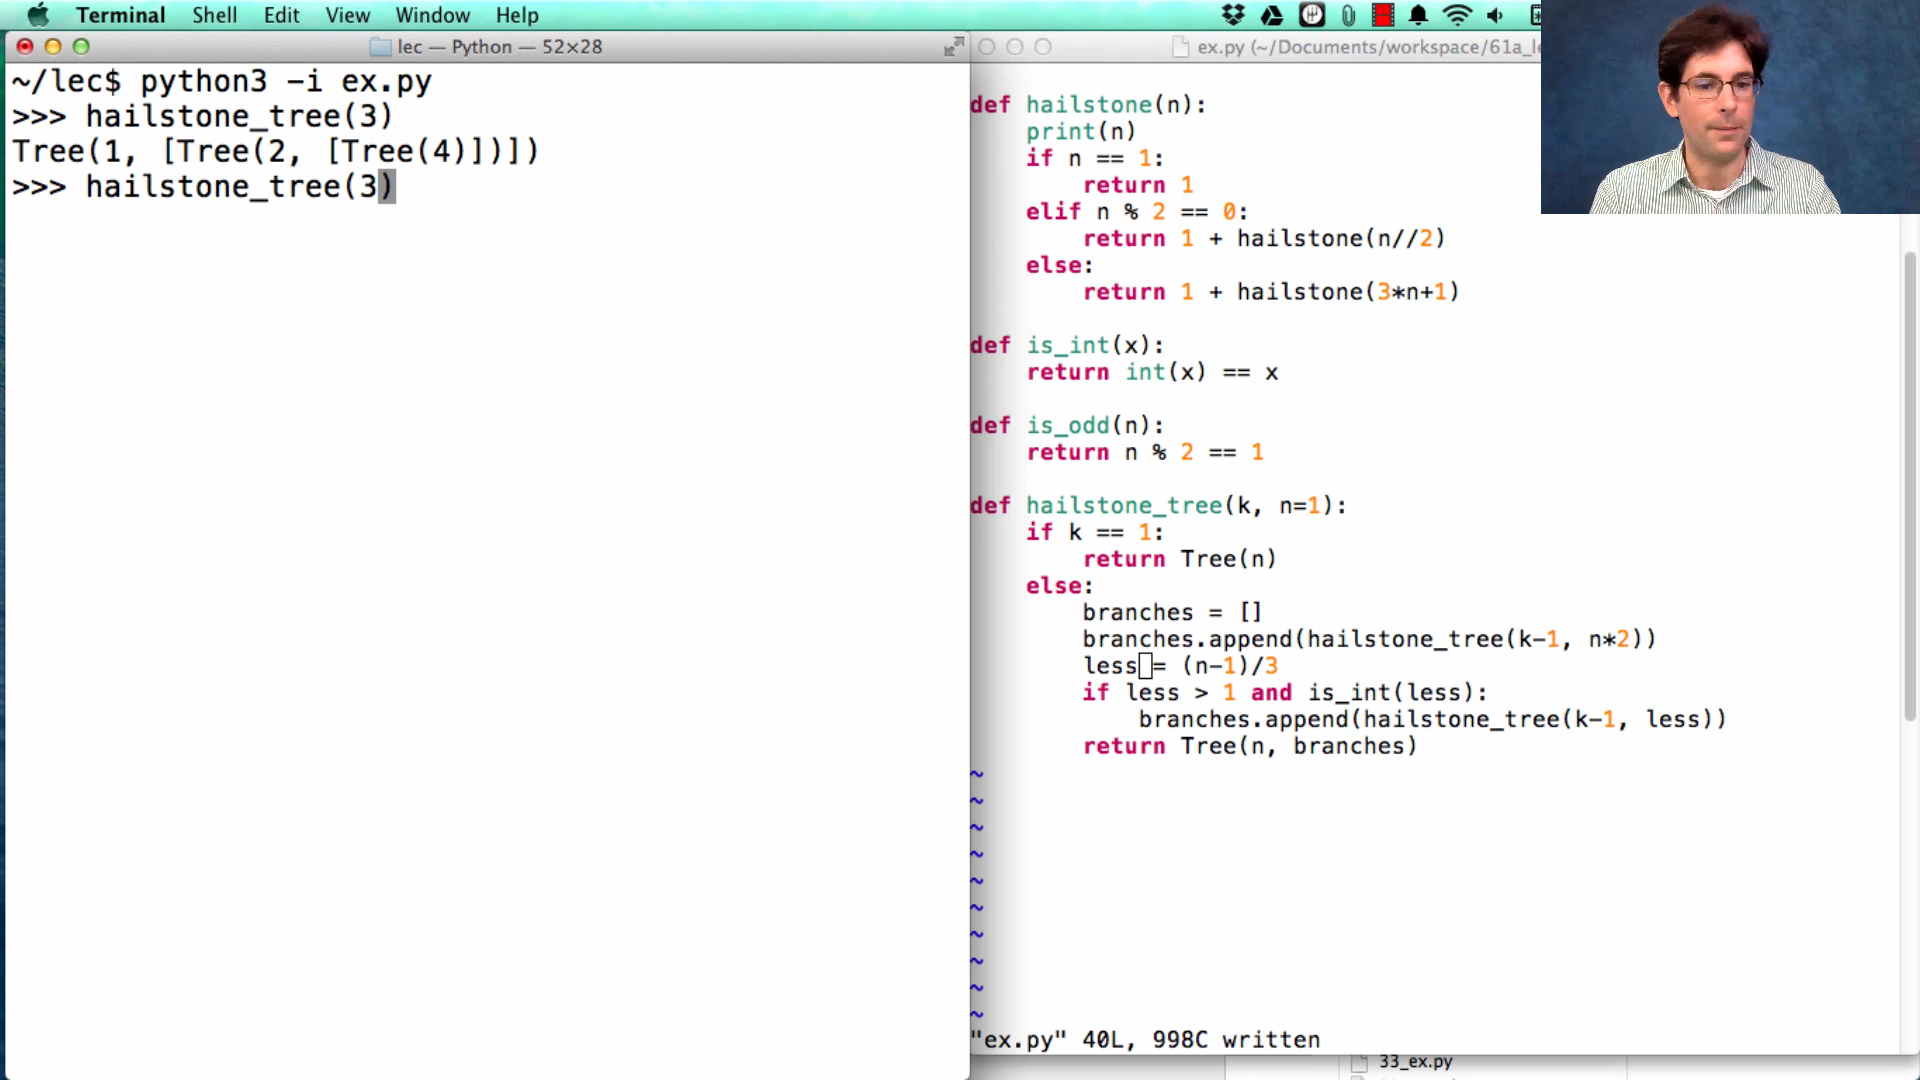 Terminal Shell Edit View Window Help
lec — Python — 52×28
~/lec$ python3 -i ex.py
>>> hailstone_tree(3)
Tree(1, [Tree(2, [Tree(4)])])
>>> hailstone_tree(3)
ex.py (~/Documents/workspace/61a_le
def hailstone(n):
    print(n)
    if n == 1:
        return 1
    elif n % 2 == 0:
        return 1 + hailstone(n//2)
    else:
        return 1 + hailstone(3*n+1)
def is_int(x):
    return int(x) == x
def is_odd(n):
    return n % 2 == 1
def hailstone_tree(k, n=1):
    if k == 1:
        return Tree(n)
    else:
        branches = []
        branches.append(hailstone_tree(k-1, n*2))
        less = (n-1)/3
        if less > 1 and is_int(less):
            branches.append(hailstone_tree(k-1, less))
        return Tree(n, branches)
~
~
~
~
~
~
~
~
~
~
"ex.py" 40L, 998C written
33_ex.py